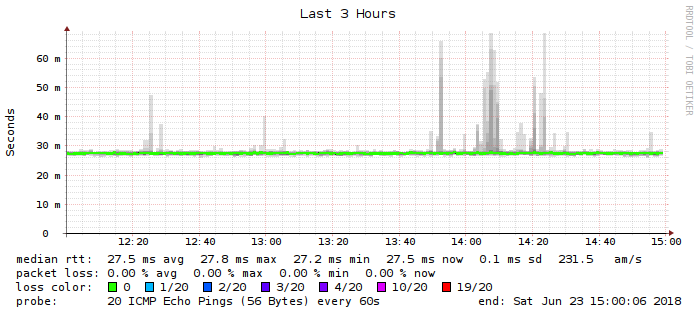 Last 3 Hours
RRDTOOL / TOBI OETIKER
Seconds
60 m
50 m
40 m
30 m
20 m
10 m
0
12:20 12:40 13:00 13:20 13:40 14:00 14:20 14:40 15:00
median rtt: 27.5 ms avg 27.8 ms max 27.2 ms min 27.5 ms now 0.1 ms sd 231.5 am/s
packet loss: 0.00 % avg 0.00 % max 0.00 % min 0.00 % now
loss color: 0 1/20 2/20 3/20 4/20 10/20 19/20
probe: 20 ICMP Echo Pings (56 Bytes) every 60s end: Sat Jun 23 15:00:06 2018